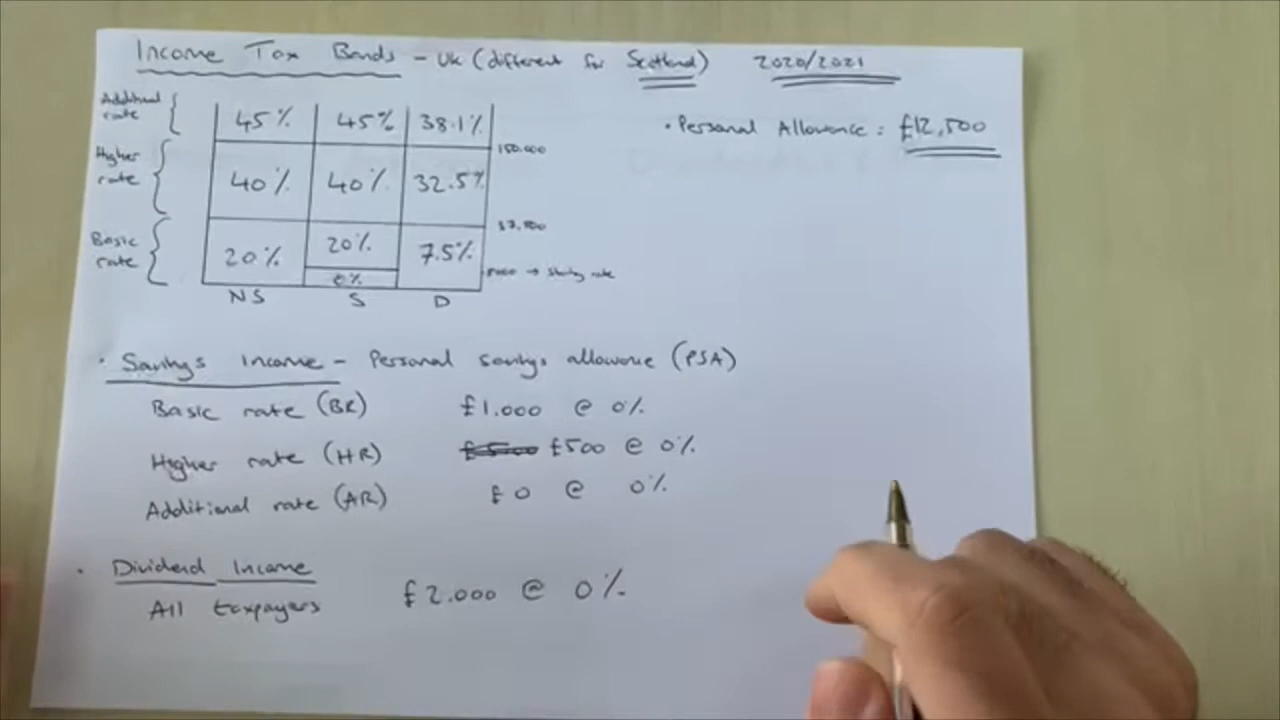 Income Tax Bands - UK (different for Scotland) 2020/2021
Additional rate 45% 45% 38.1%
• Personal Allowance: £12,500
150.000
Higher rate 40% 40% 32.5%
37,500
Basic rate 20% 20% 7.5%
0% 5000 → Starting rate
NS S D
• Savings Income - Personal savings allowance (PSA)
Basic rate (BR) £1.000 @ 0%
Higher rate (HR) £500 @ 0%
Additional rate (AR) £0 @ 0%
• Dividend Income
All taxpayers £2.000 @ 0%